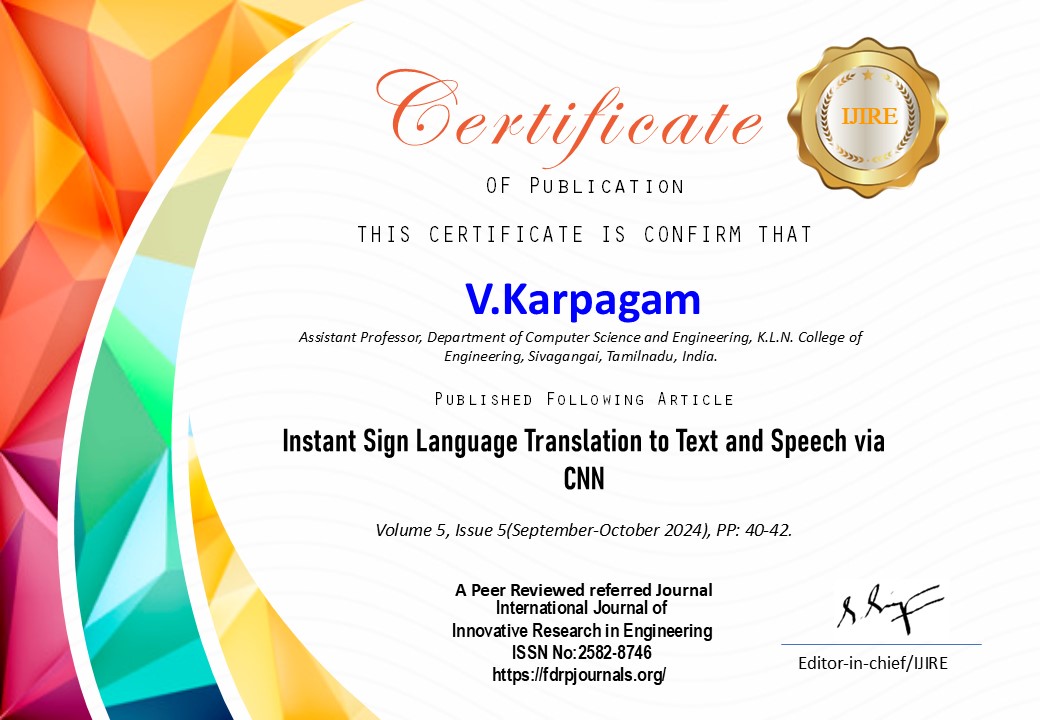 Certificate
IJIRE
OF PUBLICATION
THIS CERTIFICATE IS CONFIRM THAT
V.Karpagam
Assistant Professor, Department of Computer Science and Engineering, K.L.N. College of
Engineering, Sivagangai, Tamilnadu, India.
PUBLISHED FOLLOWING ARTICLE
Instant Sign Language Translation to Text and Speech via
CNN
Volume 5, Issue 5(September-October 2024), PP: 40-42.
A Peer Reviewed referred Journal
International Journal of
Innovative Research in Engineering
ISSN No:2582-8746
https://fdrpjournals.org/
Editor-in-chief/IJIRE